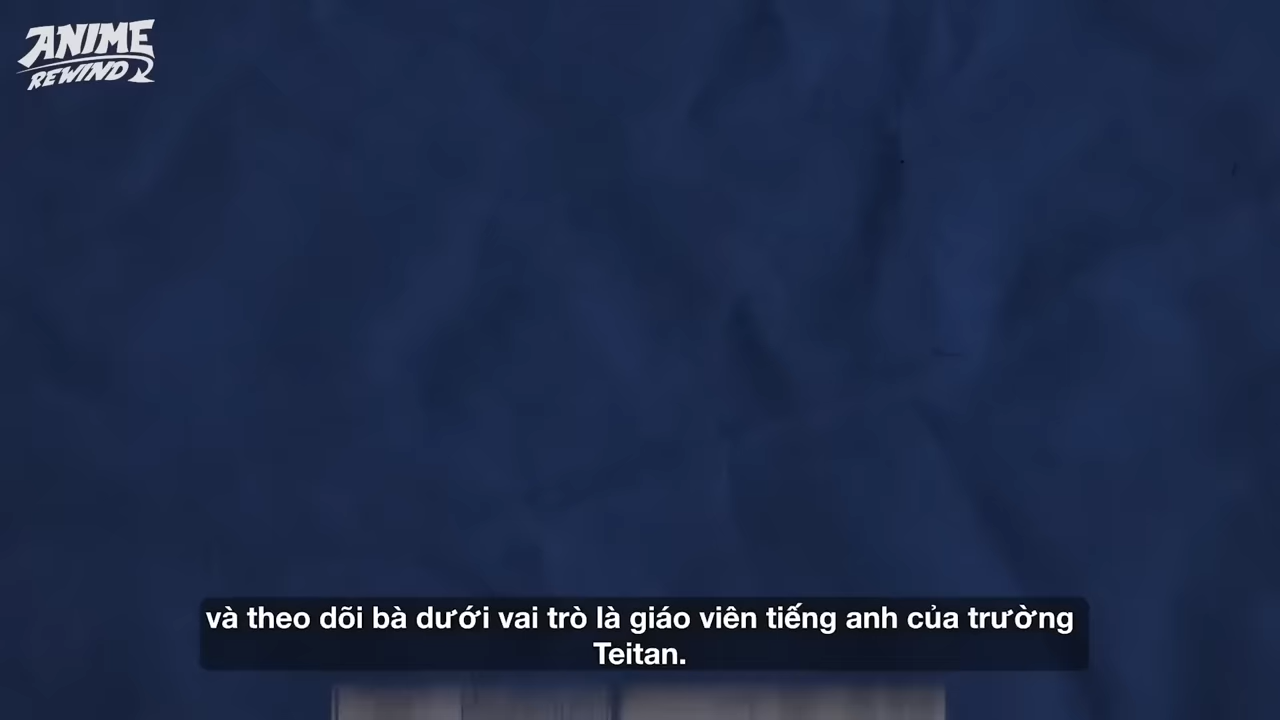 ANIME
REWIND
và theo dõi bà dưới vai trò là giáo viên tiếng anh của trường
Teitan.